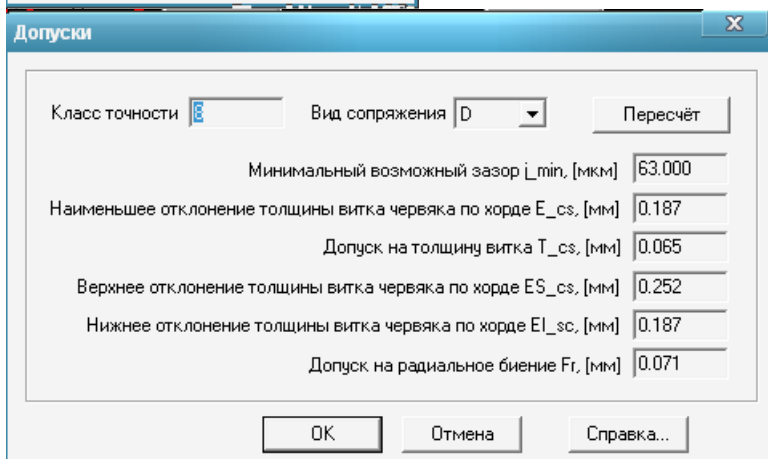 Допуски
Класс точности 8 Вид сопряжения D Пересчёт
Минимальный возможный зазор j_min, [мкм] 63.000
Наименьшее отклонение толщины витка червяка по хорде E_cs, [мм] 0.187
Допуск на толщину витка T_cs, [мм] 0.065
Верхнее отклонение толщины витка червяка по хорде ES_cs, [мм] 0.252
Нижнее отклонение толщины витка червяка по хорде EI_sc, [мм] 0.187
Допуск на радиальное биение Fr, [мм] 0.071
OK Отмена Справка...